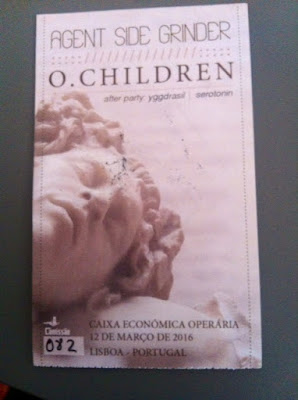 AGENT SIDE GRINDER
O.CHILDREN
after party: yggdrasil | serotonin
CAIXA ECONÓMICA OPERÁRIA
12 DE MARÇO DE 2016
LISBOA - PORTUGAL
082